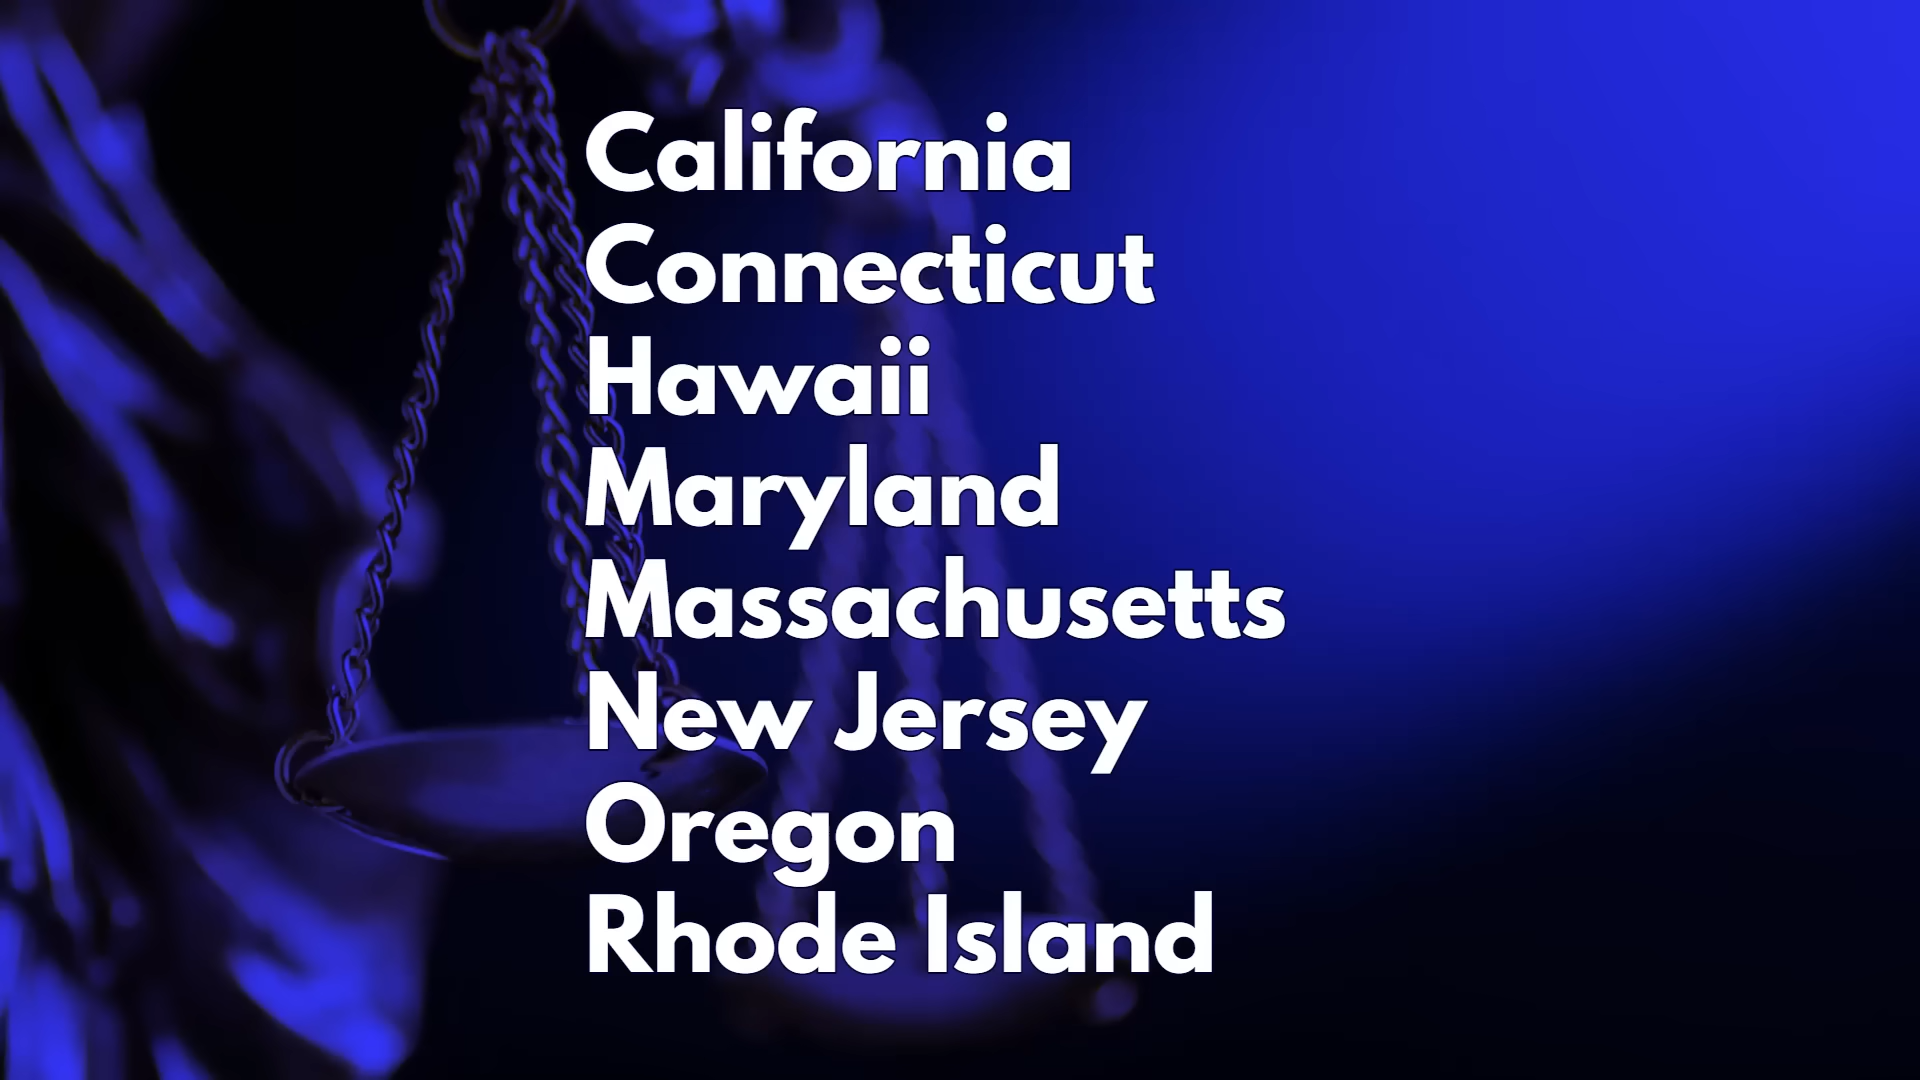 California
Connecticut
Hawaii
Maryland
Massachusetts
New Jersey
Oregon
Rhode Island